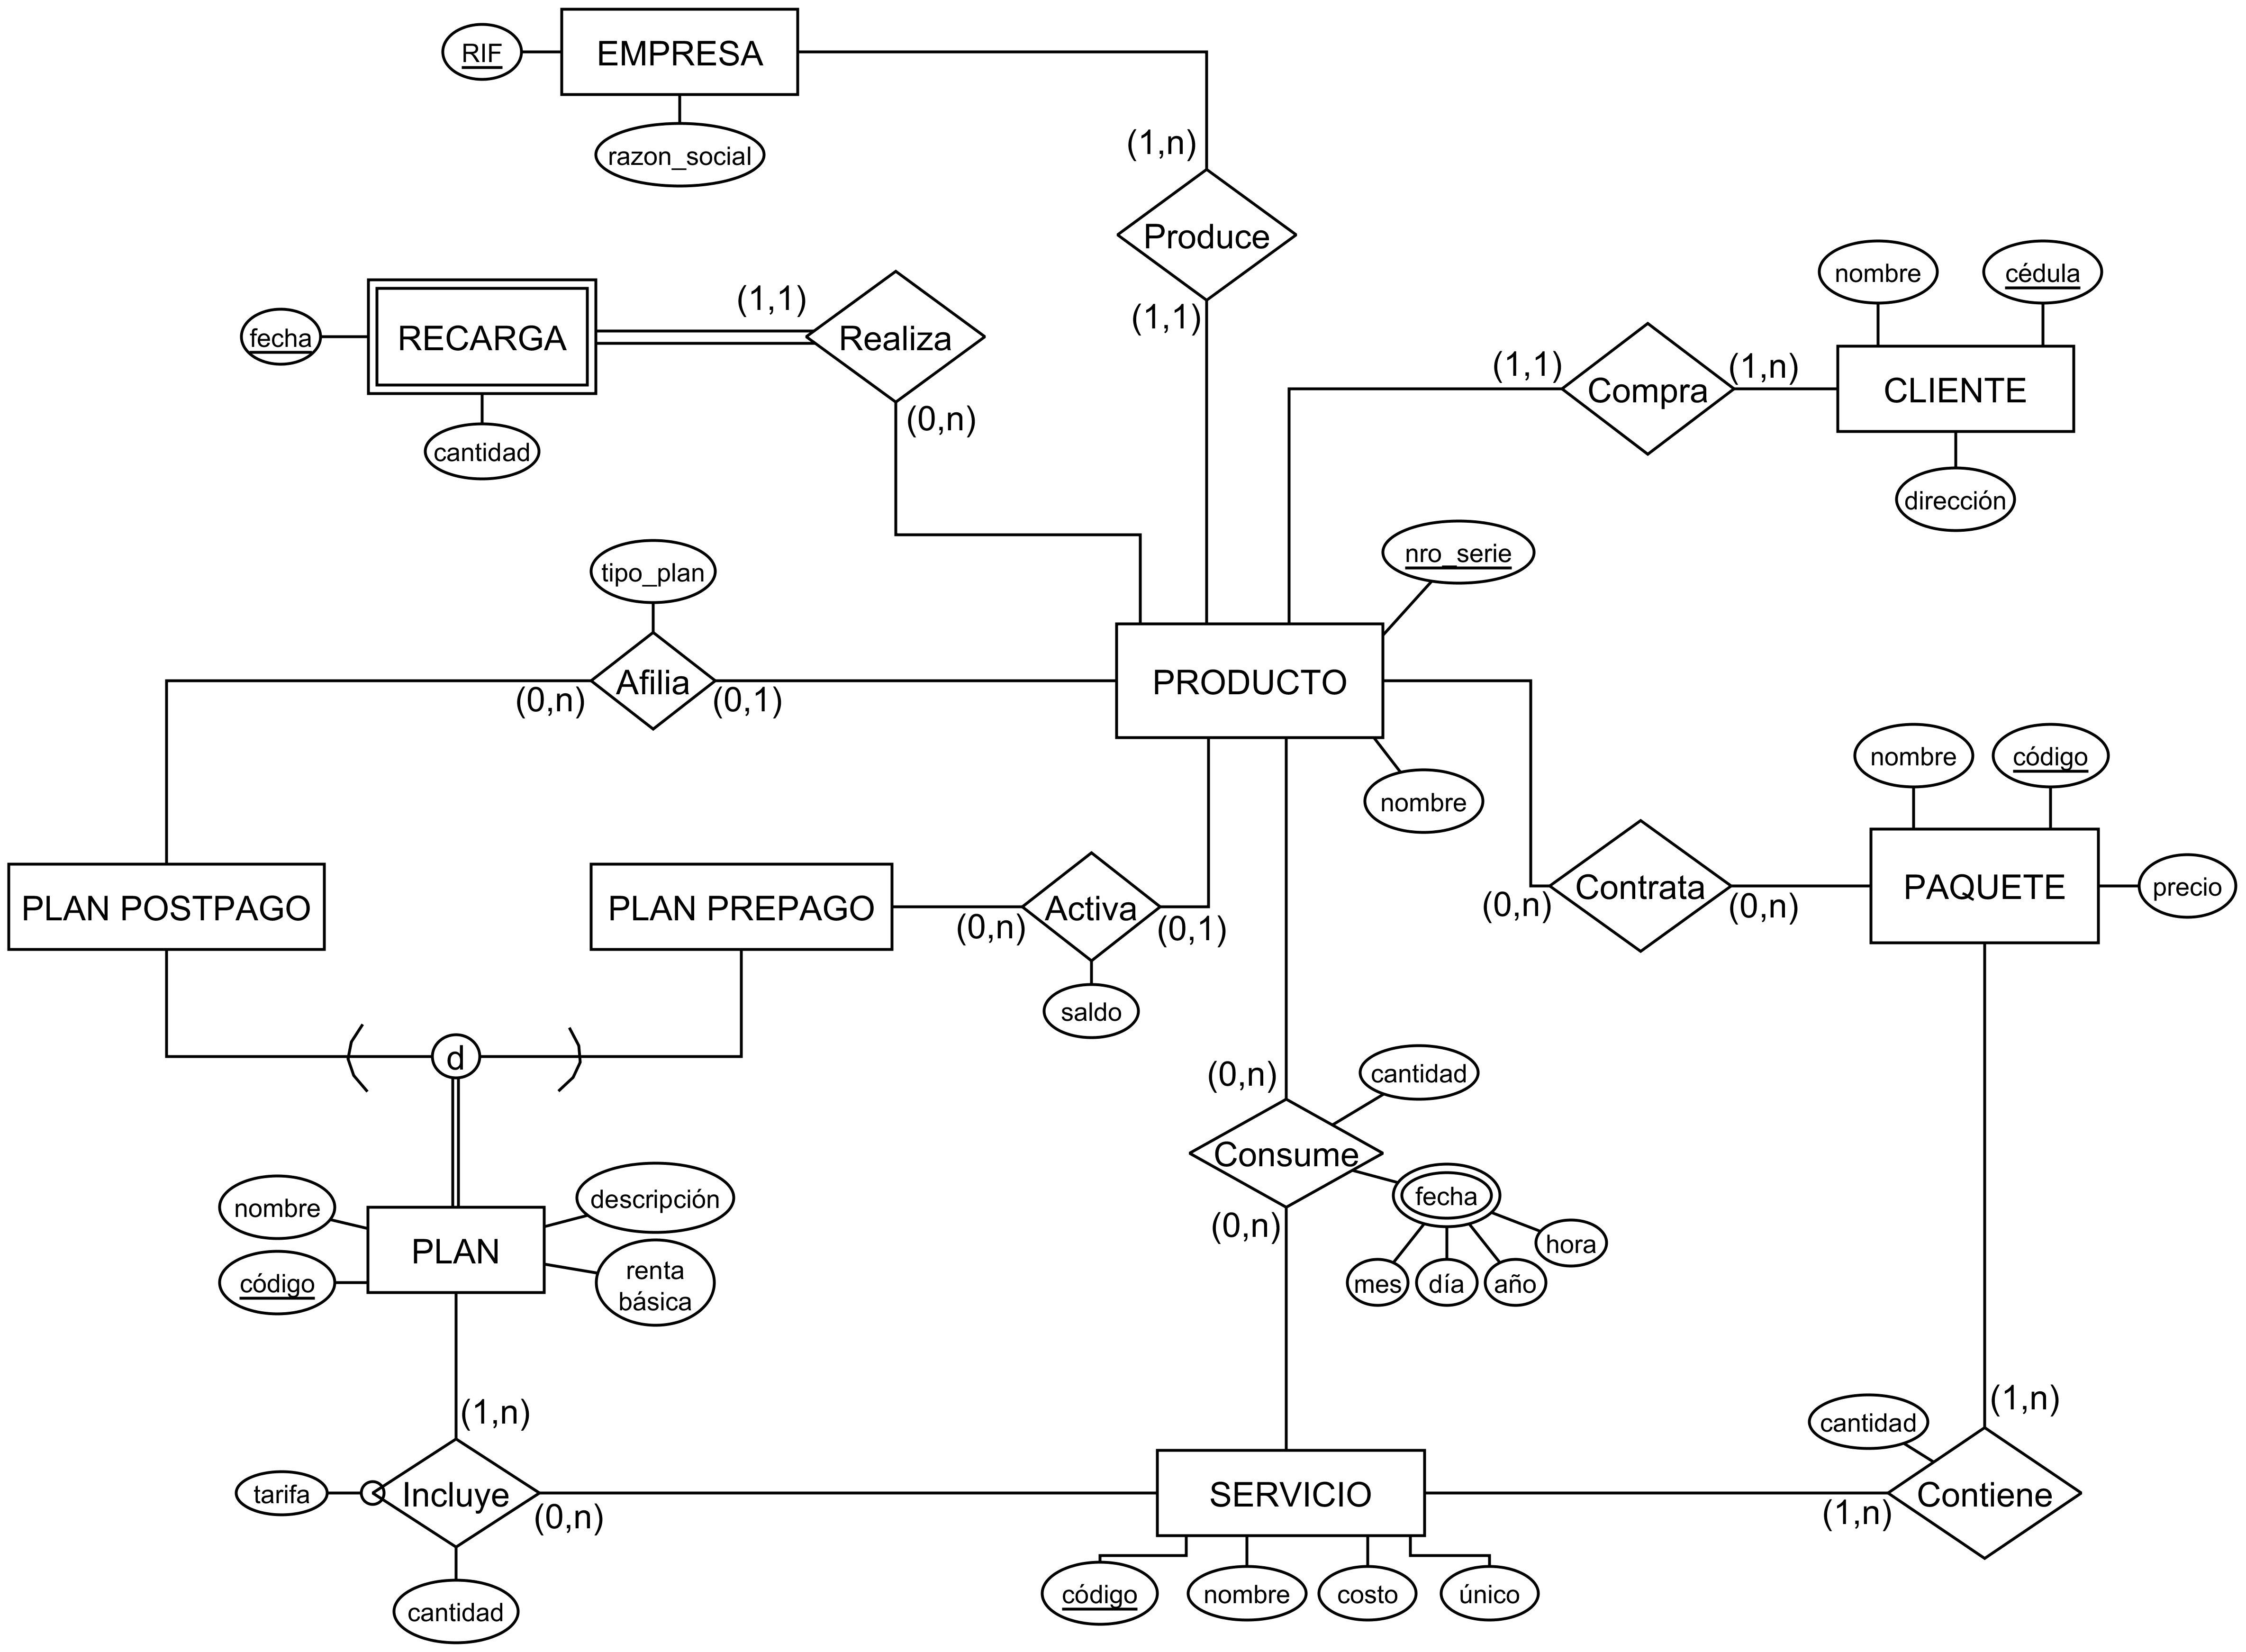 RIF
EMPRESA
razon_social
(1,n)
Produce
(1,1)
nombre
cédula
fecha
RECARGA
(1,1)
Realiza
(0,n)
cantidad
(1,1)
Compra
(1,n)
CLIENTE
dirección
tipo_plan
nro_serie
(0,n)
Afilia
(0,1)
PRODUCTO
nombre
nombre
código
PLAN POSTPAGO
PLAN PREPAGO
(0,n)
Activa
(0,1)
saldo
(0,n)
Contrata
(0,n)
PAQUETE
precio
d
(0,n)
cantidad
Consume
fecha
(0,n)
hora
mes
día
año
nombre
descripción
PLAN
código
renta
básica
(1,n)
(1,n)
cantidad
tarifa
Incluye
(0,n)
SERVICIO
(1,n)
Contiene
cantidad
código
nombre
costo
único